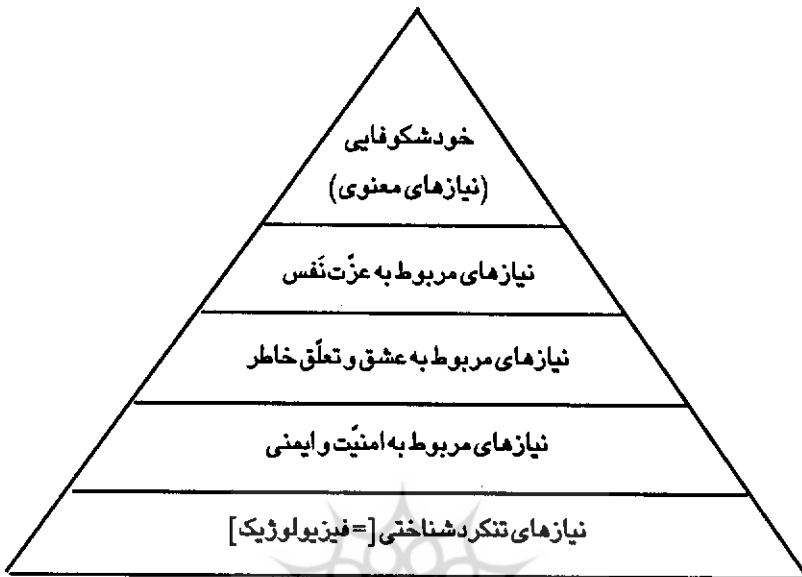 خودشکوفایی
(نیازهای معنوی)
نیازهای مربوط به عزّت نَفس
نیازهای مربوط به عشق و تعلّق خاطر
نیازهای مربوط به امنیّت و ایمنی
نیازهای تنکردشناختی [=فیزیولوژیک]